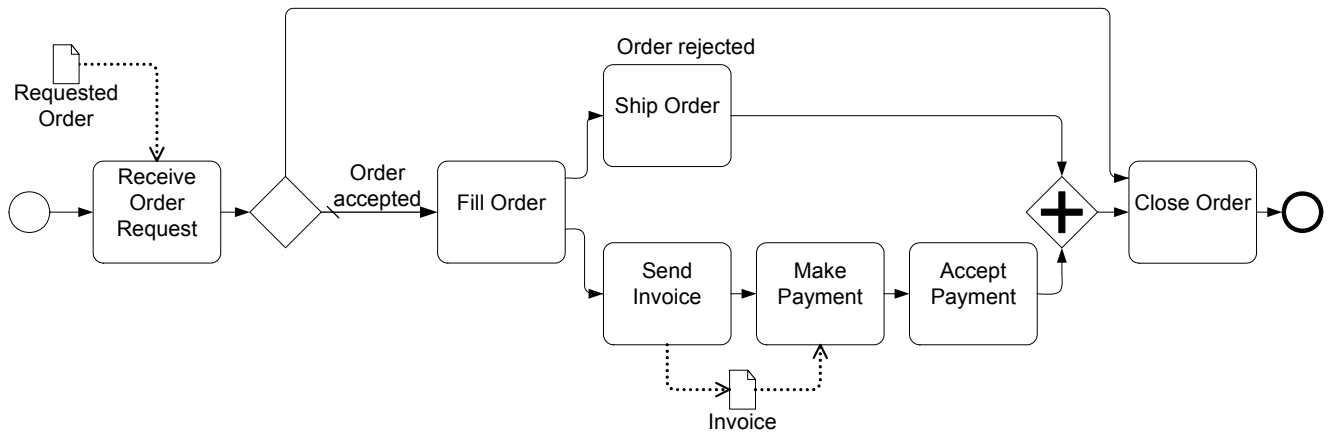 Order rejected
Requested
Order
Ship Order
Receive
Order
Request
Order
accepted
Fill Order
Close Order
Send
Invoice
Make
Payment
Accept
Payment
Invoice